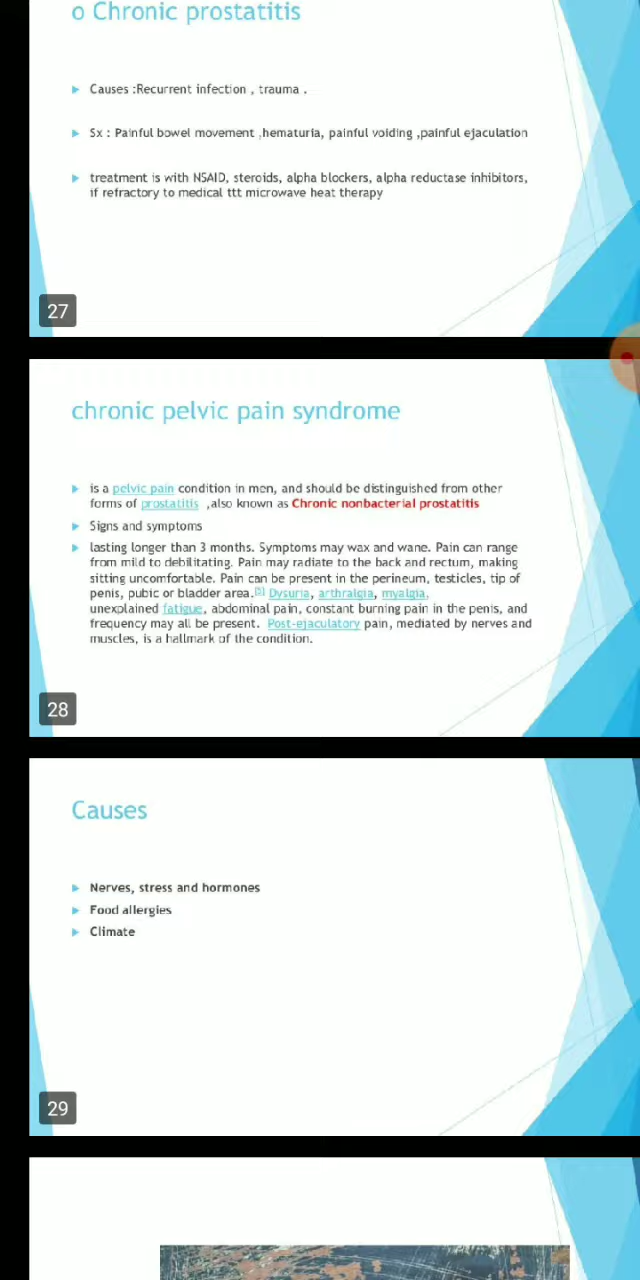 o Chronic prostatitis
Causes :Recurrent infection , trauma .
Sx : Painful bowel movement ,hematuria, painful voiding ,painful ejaculation
treatment is with NSAID, steroids, alpha blockers, alpha reductase inhibitors,
if refractory to medical ttt microwave heat therapy
27
chronic pelvic pain syndrome
is a pelvic pain condition in men, and should be distinguished from other
forms of prostatitis ,also known as Chronic nonbacterial prostatitis
Signs and symptoms
lasting longer than 3 months. Symptoms may wax and wane. Pain can range
from mild to debilitating. Pain may radiate to the back and rectum, making
sitting uncomfortable. Pain can be present in the perineum, testicles, tip of
penis, pubic or bladder area.[5] Dysuria, arthralgia, myalgia,
unexplained fatigue, abdominal pain, constant burning pain in the penis, and
frequency may all be present. Post-ejaculatory pain, mediated by nerves and
muscles, is a hallmark of the condition.
28
Causes
Nerves, stress and hormones
Food allergies
Climate
29